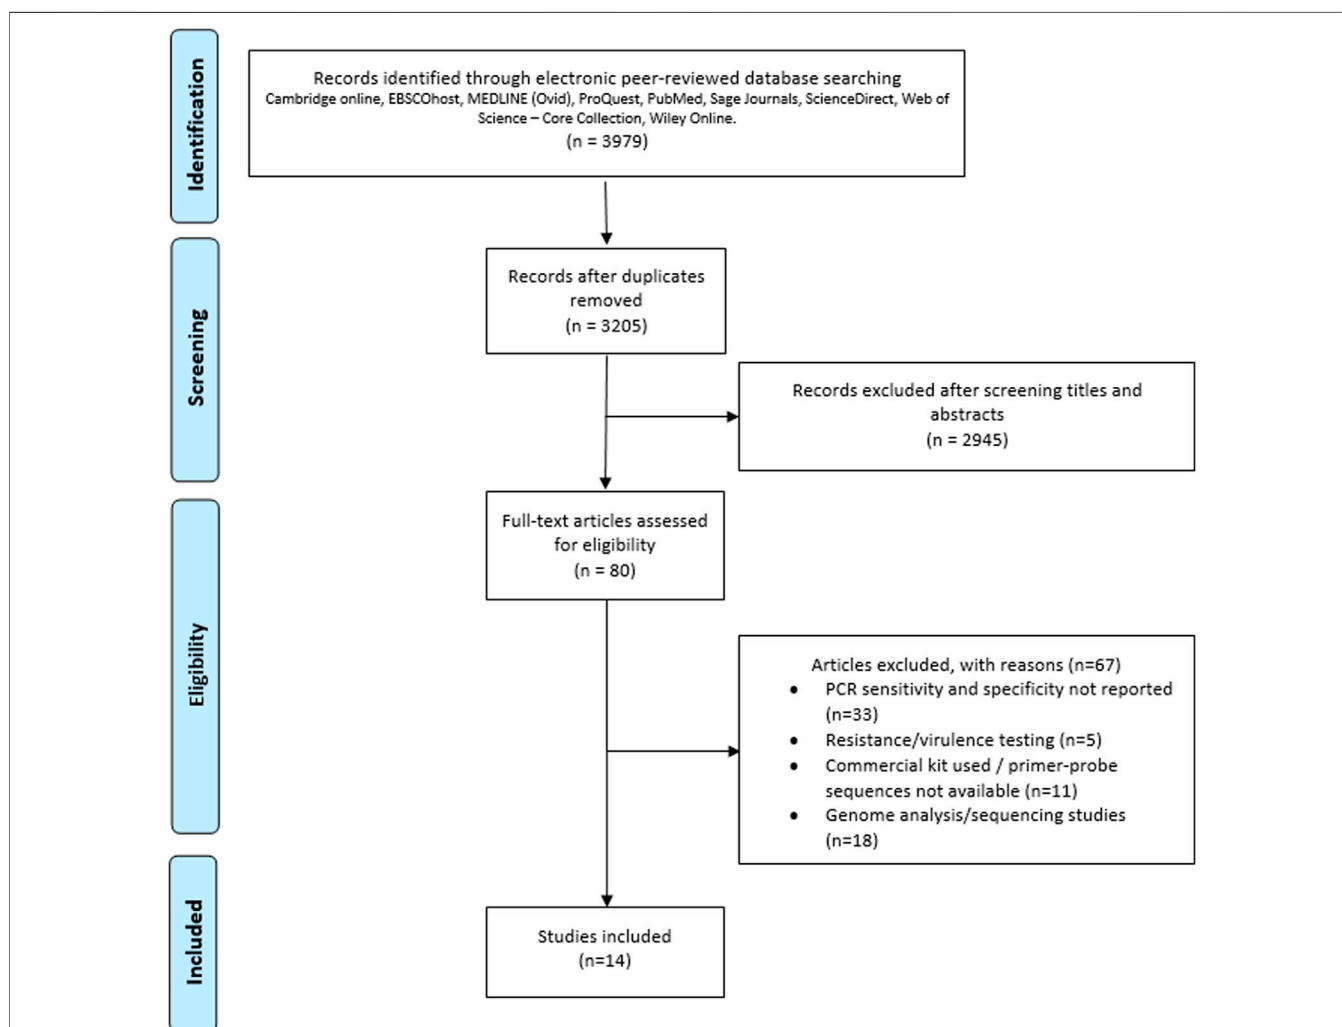 Identification
Records identified through electronic peer-reviewed database searching
Cambridge online, EBSCOhost, MEDLINE (Ovid), ProQuest, PubMed, Sage Journals, ScienceDirect, Web of
Science – Core Collection, Wiley Online.
(n = 3979)
Screening
Records after duplicates
removed
(n = 3205)
Records excluded after screening titles and
abstracts
(n = 2945)
Eligibility
Full-text articles assessed
for eligibility
(n = 80)
Articles excluded, with reasons (n=67)
• PCR sensitivity and specificity not reported
(n=33)
• Resistance/virulence testing (n=5)
• Commercial kit used / primer-probe
sequences not available (n=11)
• Genome analysis/sequencing studies
(n=18)
Included
Studies included
(n=14)